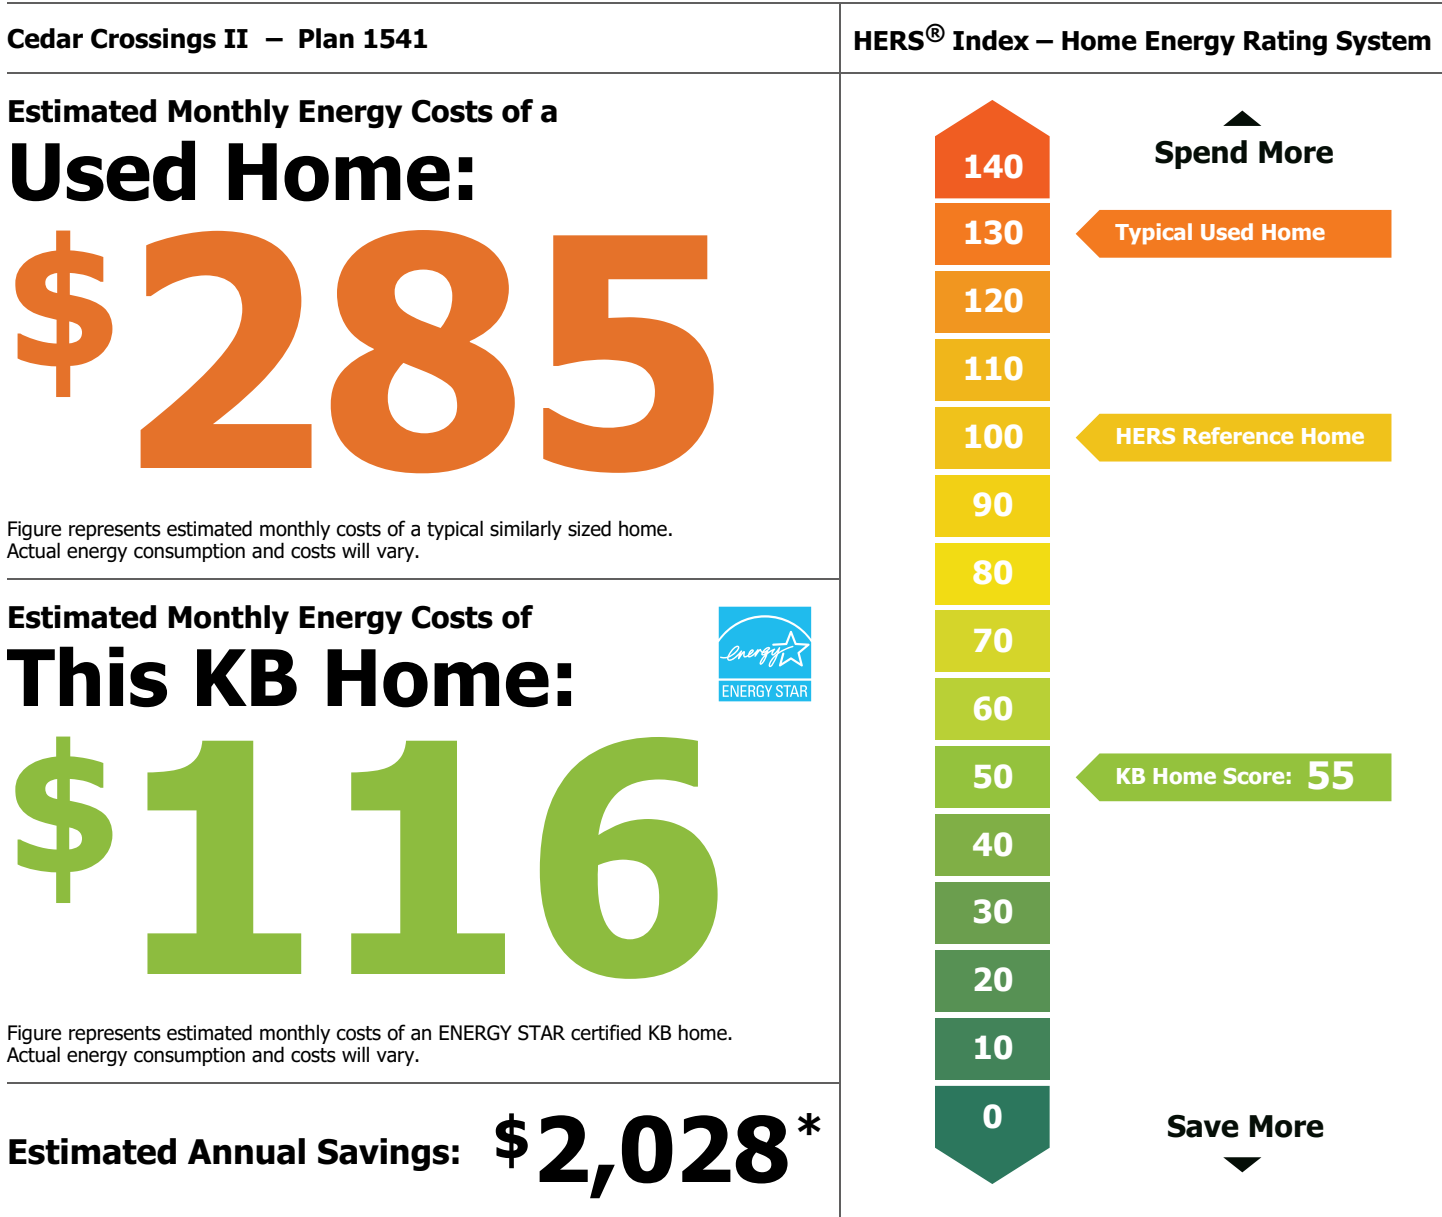 Cedar Crossings II – Plan 1541
Estimated Monthly Energy Costs of a
Used Home:
$285
Figure represents estimated monthly costs of a typical similarly sized home.
Actual energy consumption and costs will vary.
Estimated Monthly Energy Costs of
This KB Home:
energy
ENERGY STAR
$116
Figure represents estimated monthly costs of an ENERGY STAR certified KB home.
Actual energy consumption and costs will vary.
Estimated Annual Savings: $2,028*
HERS® Index – Home Energy Rating System
Spend More
140
130 Typical Used Home
120
110
100 HERS Reference Home
90
80
70
60
50 KB Home Score: 55
40
30
20
10
0
Save More